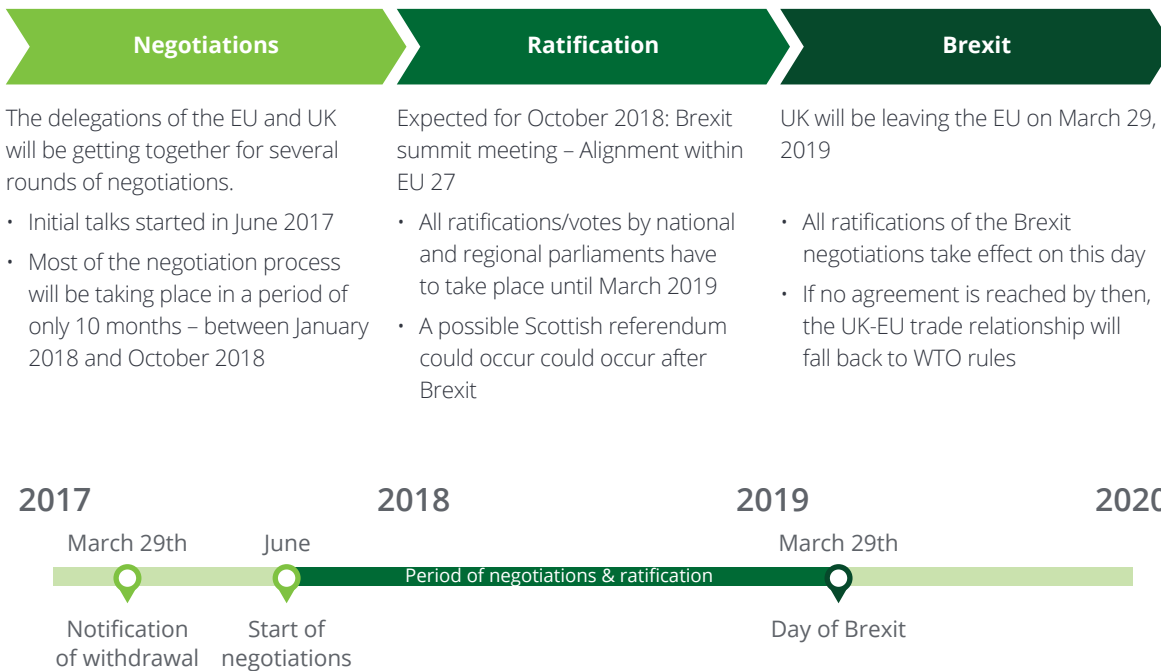 Negotiations
Ratification
Brexit
The delegations of the EU and UK
will be getting together for several
rounds of negotiations.
• Initial talks started in June 2017
• Most of the negotiation process
will be taking place in a period of
only 10 months – between January
2018 and October 2018
Expected for October 2018: Brexit
summit meeting – Alignment within
EU 27
• All ratifications/votes by national
and regional parliaments have
to take place until March 2019
• A possible Scottish referendum
could occur could occur after
Brexit
UK will be leaving the EU on March 29,
2019
• All ratifications of the Brexit
negotiations take effect on this day
• If no agreement is reached by then,
the UK-EU trade relationship will
fall back to WTO rules
2017
2018
2019
2020
March 29th
June
March 29th
Period of negotiations & ratification
Notification
of withdrawal
Start of
negotiations
Day of Brexit